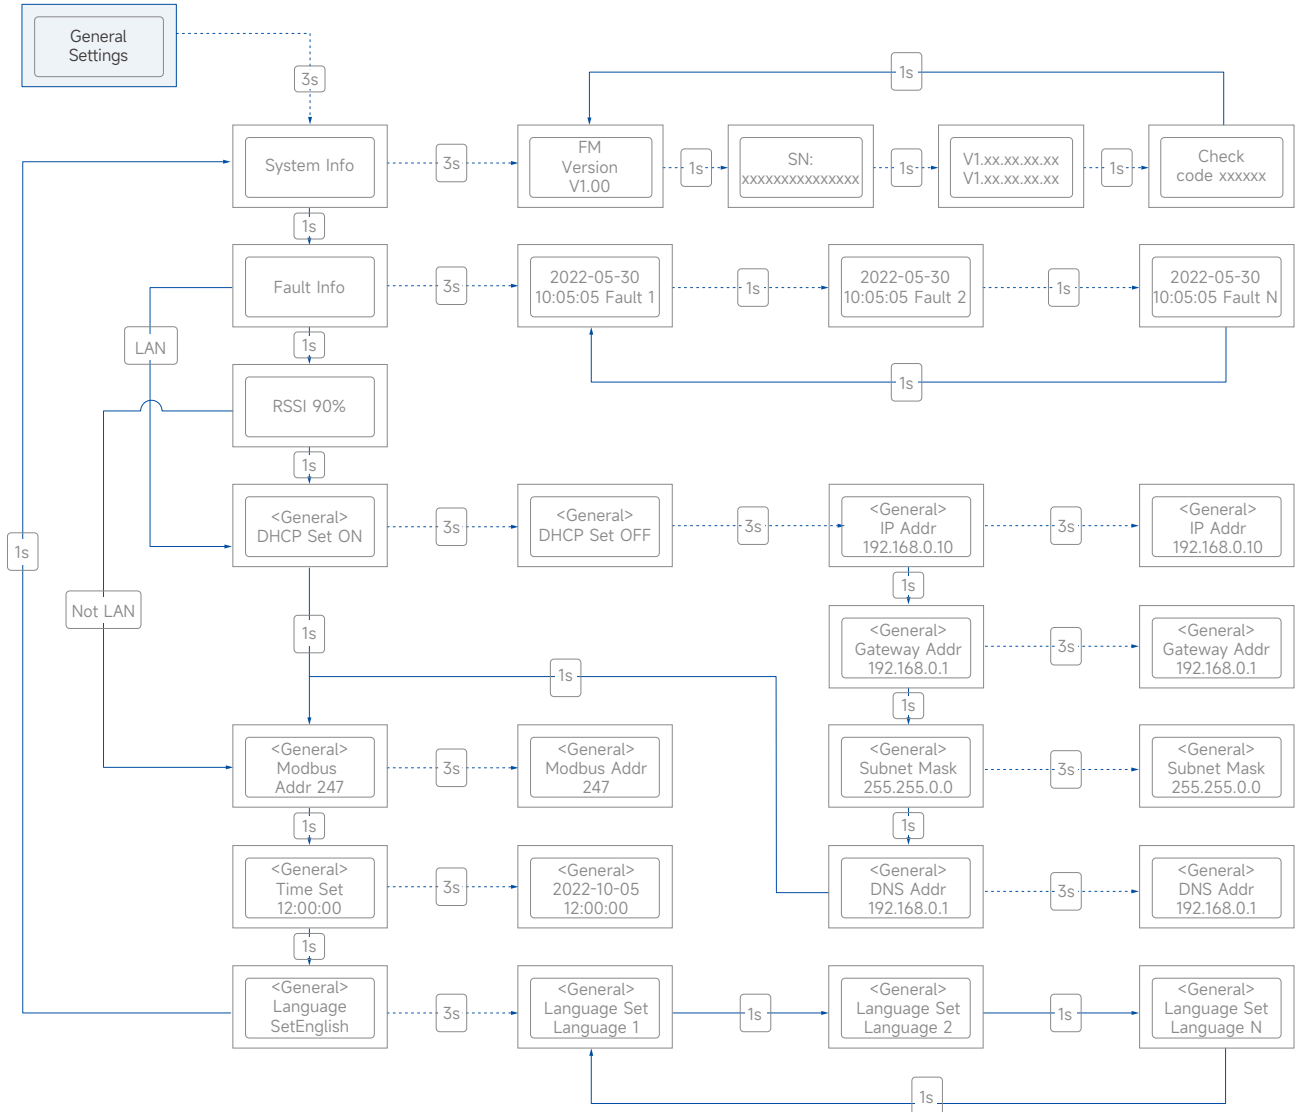 General
Settings
3s
1s
System Info
3s
FM
Version
V1.00
1s
SN:
xxxxxxxxxxxxxxx
1s
V1.xx.xx.xx.xx
V1.xx.xx.xx.xx
1s
Check
code xxxxxx
1s
Fault Info
3s
2022-05-30
10:05:05 Fault 1
1s
2022-05-30
10:05:05 Fault 2
1s
2022-05-30
10:05:05 Fault N
LAN
1s
1s
RSSI 90%
1s
<General>
DHCP Set ON
3s
<General>
DHCP Set OFF
3s
<General>
IP Addr
192.168.0.10
3s
<General>
IP Addr
192.168.0.10
1s
1s
Not LAN
1s
<General>
Gateway Addr
192.168.0.1
3s
<General>
Gateway Addr
192.168.0.1
1s
1s
<General>
Modbus
Addr 247
3s
<General>
Modbus Addr
247
<General>
Subnet Mask
255.255.0.0
3s
<General>
Subnet Mask
255.255.0.0
1s
1s
<General>
Time Set
12:00:00
3s
<General>
2022-10-05
12:00:00
<General>
DNS Addr
192.168.0.1
3s
<General>
DNS Addr
192.168.0.1
1s
<General>
Language
SetEnglish
3s
<General>
Language Set
Language 1
1s
<General>
Language Set
Language 2
1s
<General>
Language Set
Language N
1s